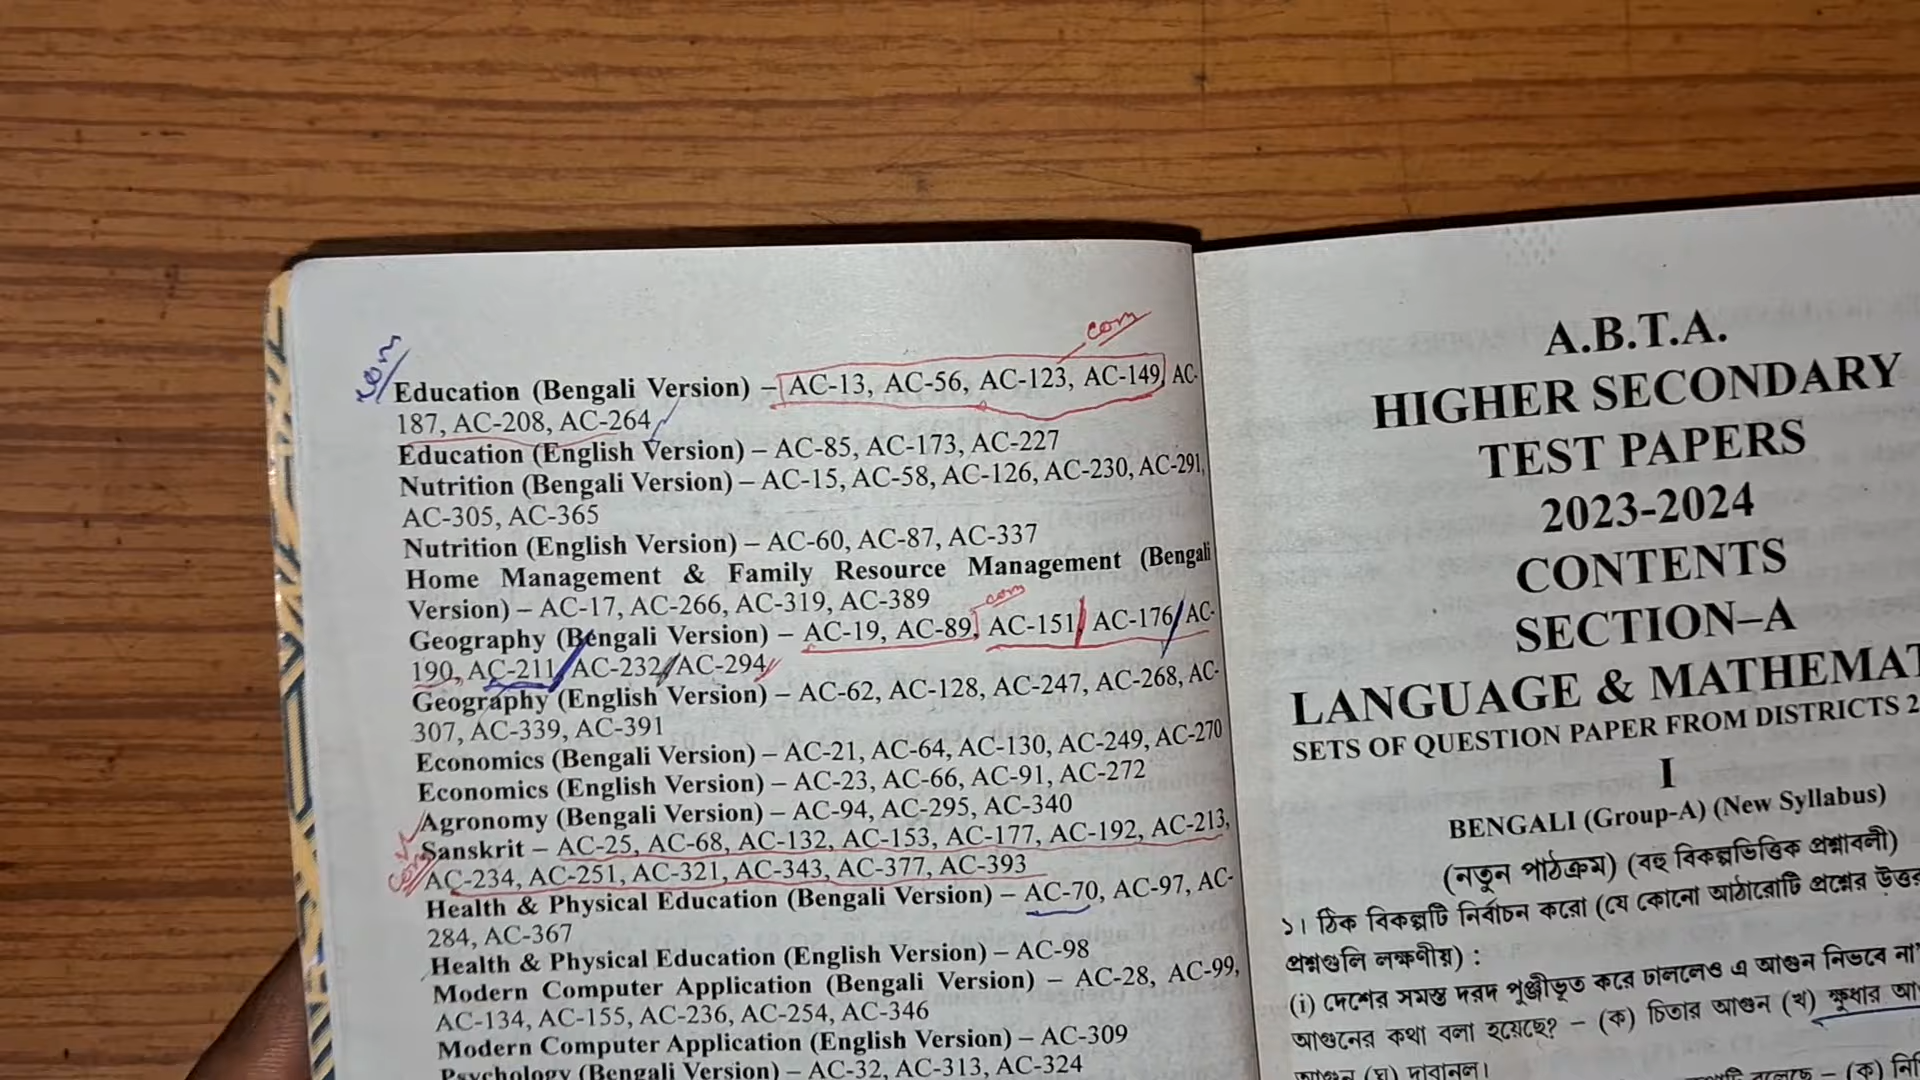 com
com
Education (Bengali Version) – AC-13, AC-56, AC-123, AC-149, AC-
187, AC-208, AC-264
Education (English Version) – AC-85, AC-173, AC-227
Nutrition (Bengali Version) – AC-15, AC-58, AC-126, AC-230, AC-291,
AC-305, AC-365
Nutrition (English Version) – AC-60, AC-87, AC-337
Home Management & Family Resource Management (Bengali
Version) – AC-17, AC-266, AC-319, AC-389
com
Geography (Bengali Version) – AC-19, AC-89, AC-151, AC-176, AC-
190, AC-211, AC-232, AC-294
Geography (English Version) – AC-62, AC-128, AC-247, AC-268, AC-
307, AC-339, AC-391
Economics (Bengali Version) – AC-21, AC-64, AC-130, AC-249, AC-270
Economics (English Version) – AC-23, AC-66, AC-91, AC-272
Agronomy (Bengali Version) – AC-94, AC-295, AC-340
Sanskrit – AC-25, AC-68, AC-132, AC-153, AC-177, AC-192, AC-213,
com
AC-234, AC-251, AC-321, AC-343, AC-377, AC-393
Health & Physical Education (Bengali Version) – AC-70, AC-97, AC-
284, AC-367
Health & Physical Education (English Version) – AC-98
Modern Computer Application (Bengali Version) – AC-28, AC-99,
AC-134, AC-155, AC-236, AC-254, AC-346
Modern Computer Application (English Version) – AC-309
Psychology (Bengali Version) – AC-32, AC-313, AC-324
A.B.T.A.
HIGHER SECONDARY
TEST PAPERS
2023-2024
CONTENTS
SECTION–A
LANGUAGE & MATHEMAT
SETS OF QUESTION PAPER FROM DISTRICTS 2
I
BENGALI (Group-A) (New Syllabus)
(নতুন পাঠক্রম) (বহু বিকল্পভিত্তিক প্রশ্নাবলী)
১। ঠিক বিকল্পটি নির্বাচন করো (যে কোনো আঠারোটি প্রশ্নের উত্তর
প্রশ্নগুলি লক্ষণীয়) :
(i) দেশের সমস্ত দরদ পুঞ্জীভূত করে ঢাললেও এ আগুন নিভবে না
আগুনের কথা বলা হয়েছে? – (ক) চিতার আগুন (খ) ক্ষুধার আ
আগুন (ঘ) দাবানল।
– (ক)